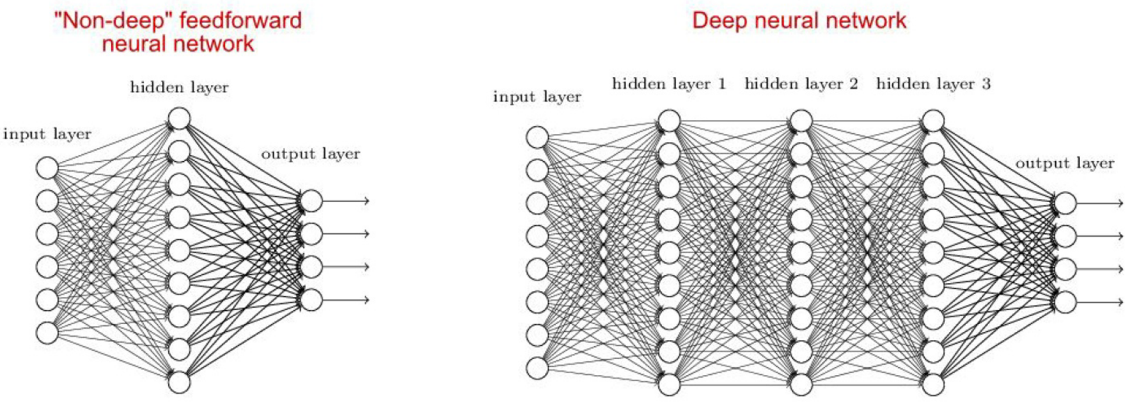 "Non-deep" feedforward
neural network
hidden layer
input layer
output layer
Deep neural network
hidden layer 1
hidden layer 2
hidden layer 3
input layer
output layer